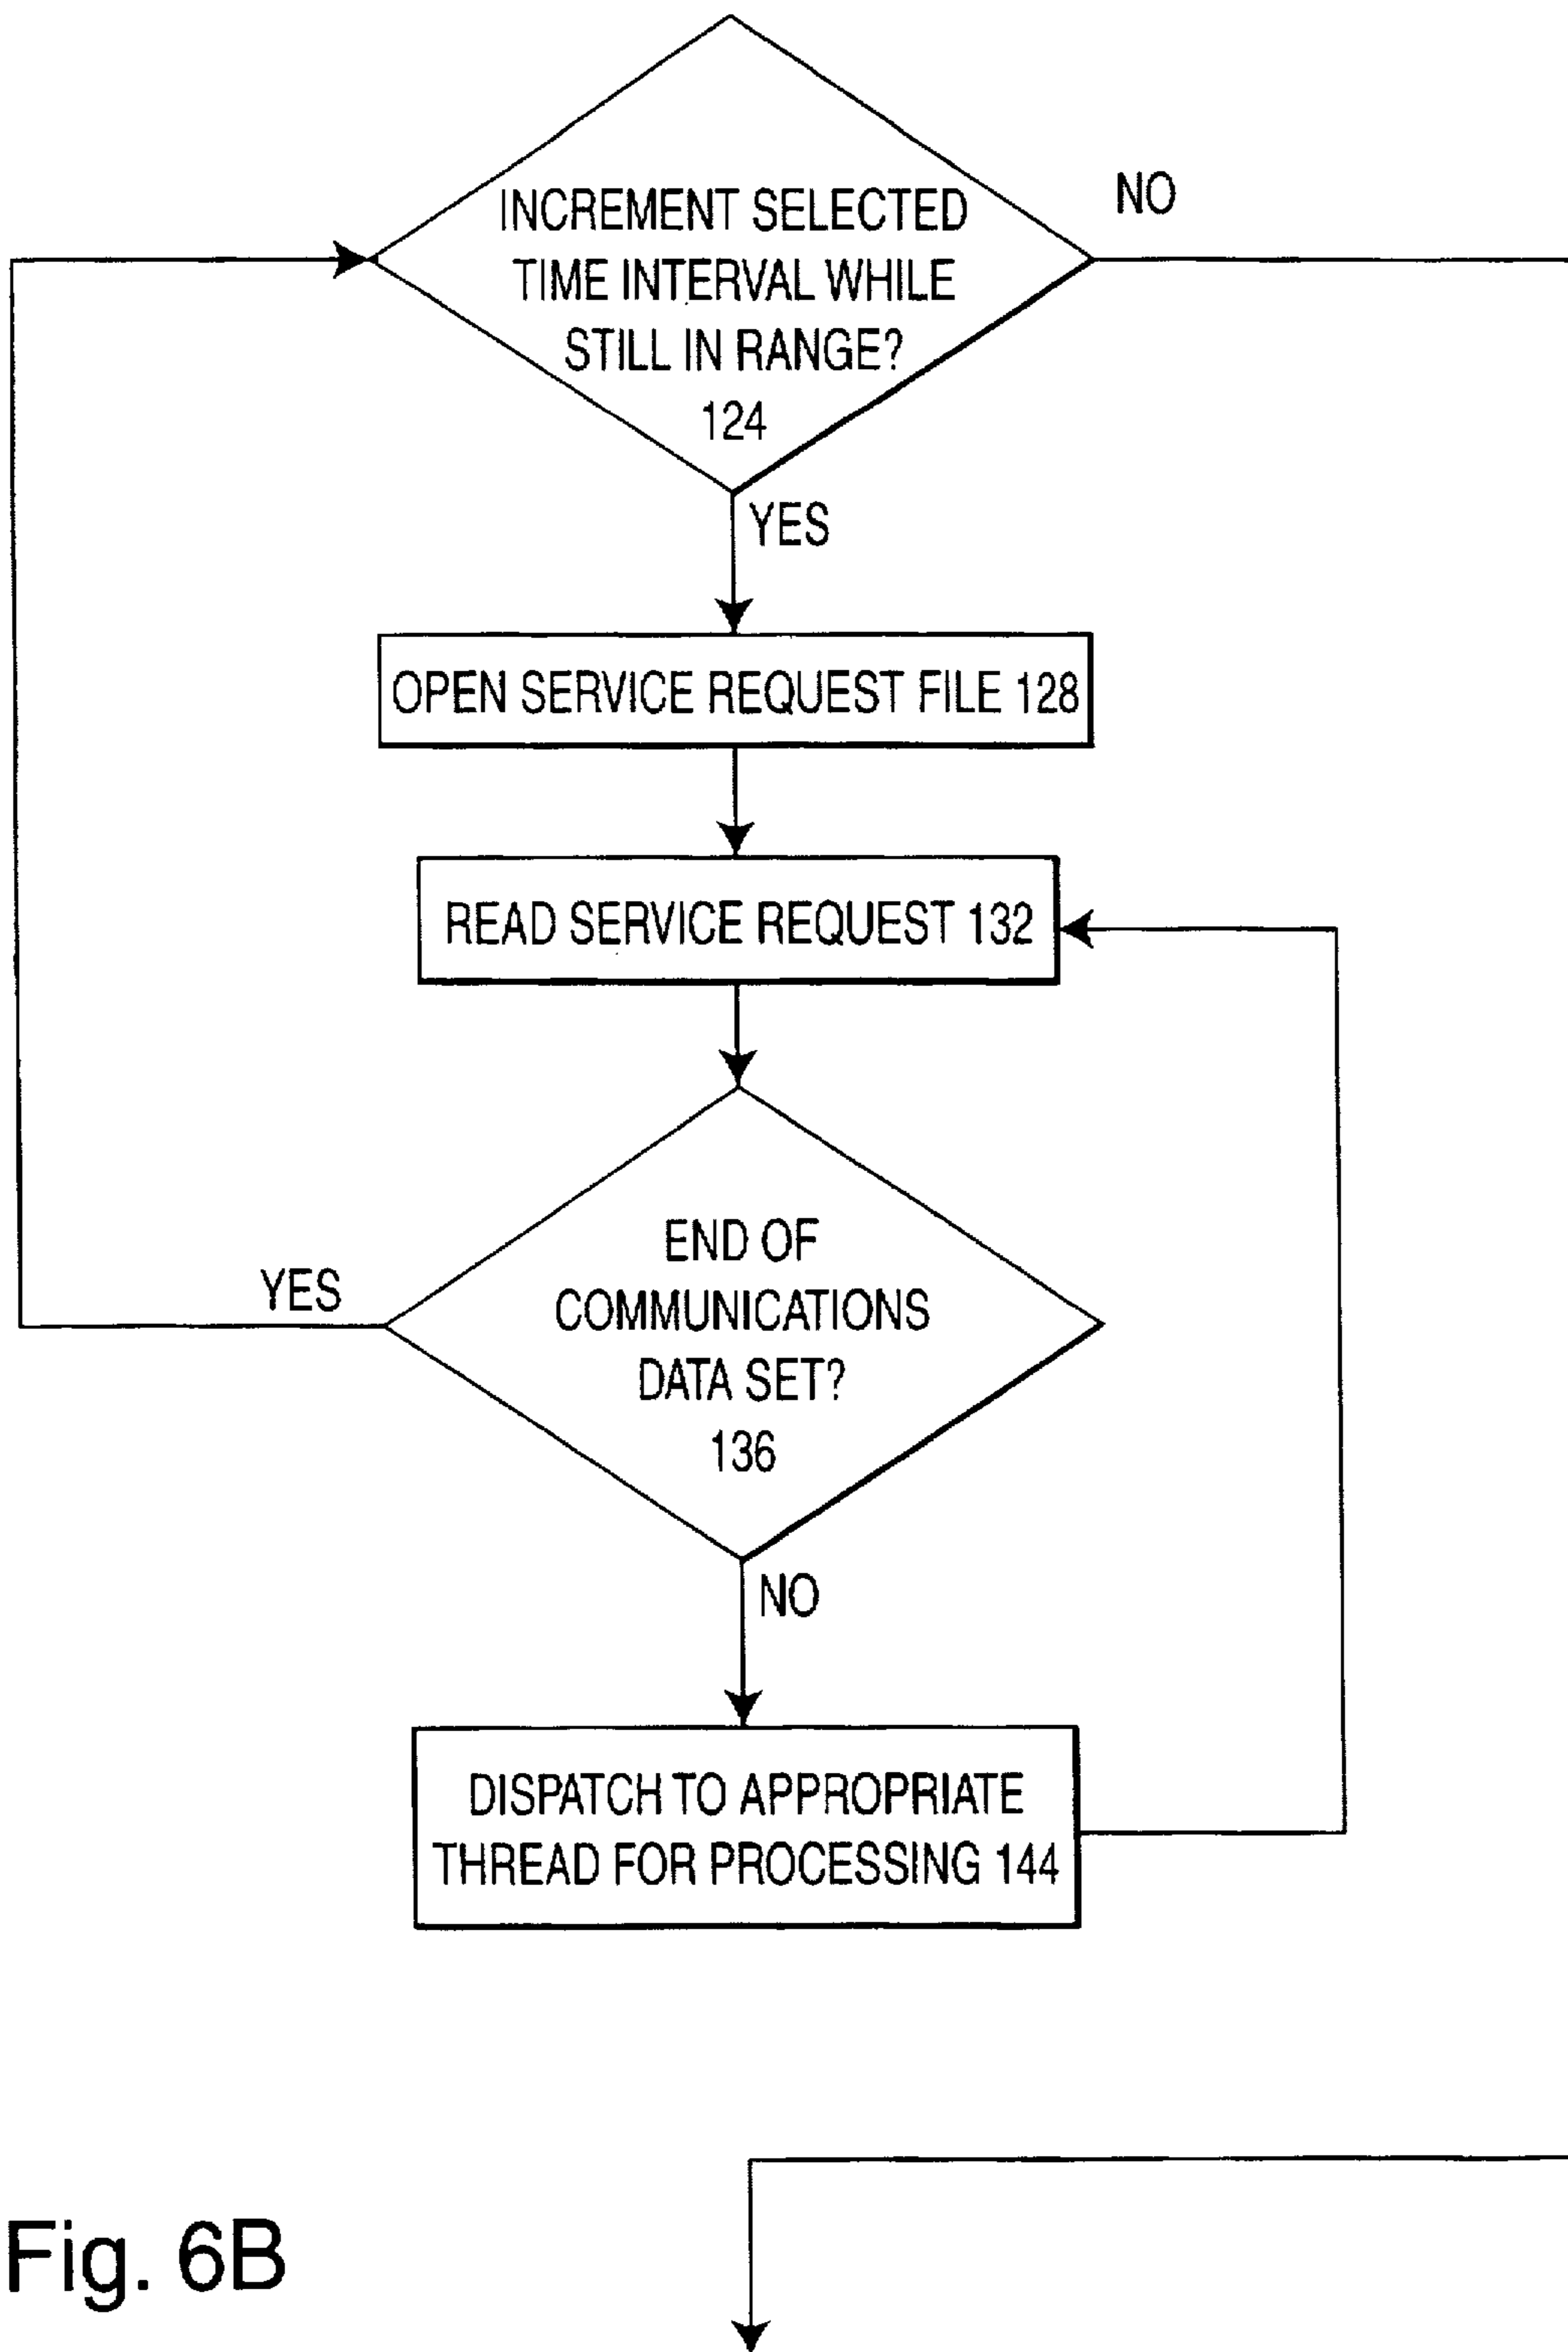 INCREMENT SELECTED
TIME INTERVAL WHILE
STILL IN RANGE?
124
NO
YES
OPEN SERVICE REQUEST FILE 128
READ SERVICE REQUEST 132
END OF
COMMUNICATIONS
DATA SET?
136
YES
NO
DISPATCH TO APPROPRIATE
THREAD FOR PROCESSING 144
Fig. 6B